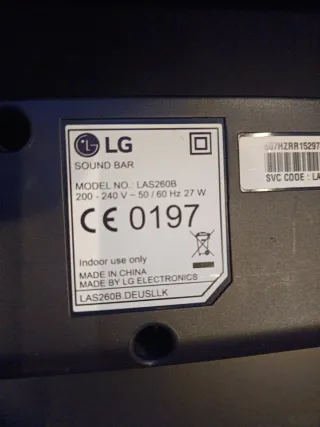 LG
SOUND BAR
MODEL NO.: LAS260B
200 - 240 V ~ 50 / 60 Hz 27 W
CE 0197
Indoor use only
MADE IN CHINA
MADE BY LG ELECTRONICS
LAS260B.DEUSLLK
SVC CODE : LA